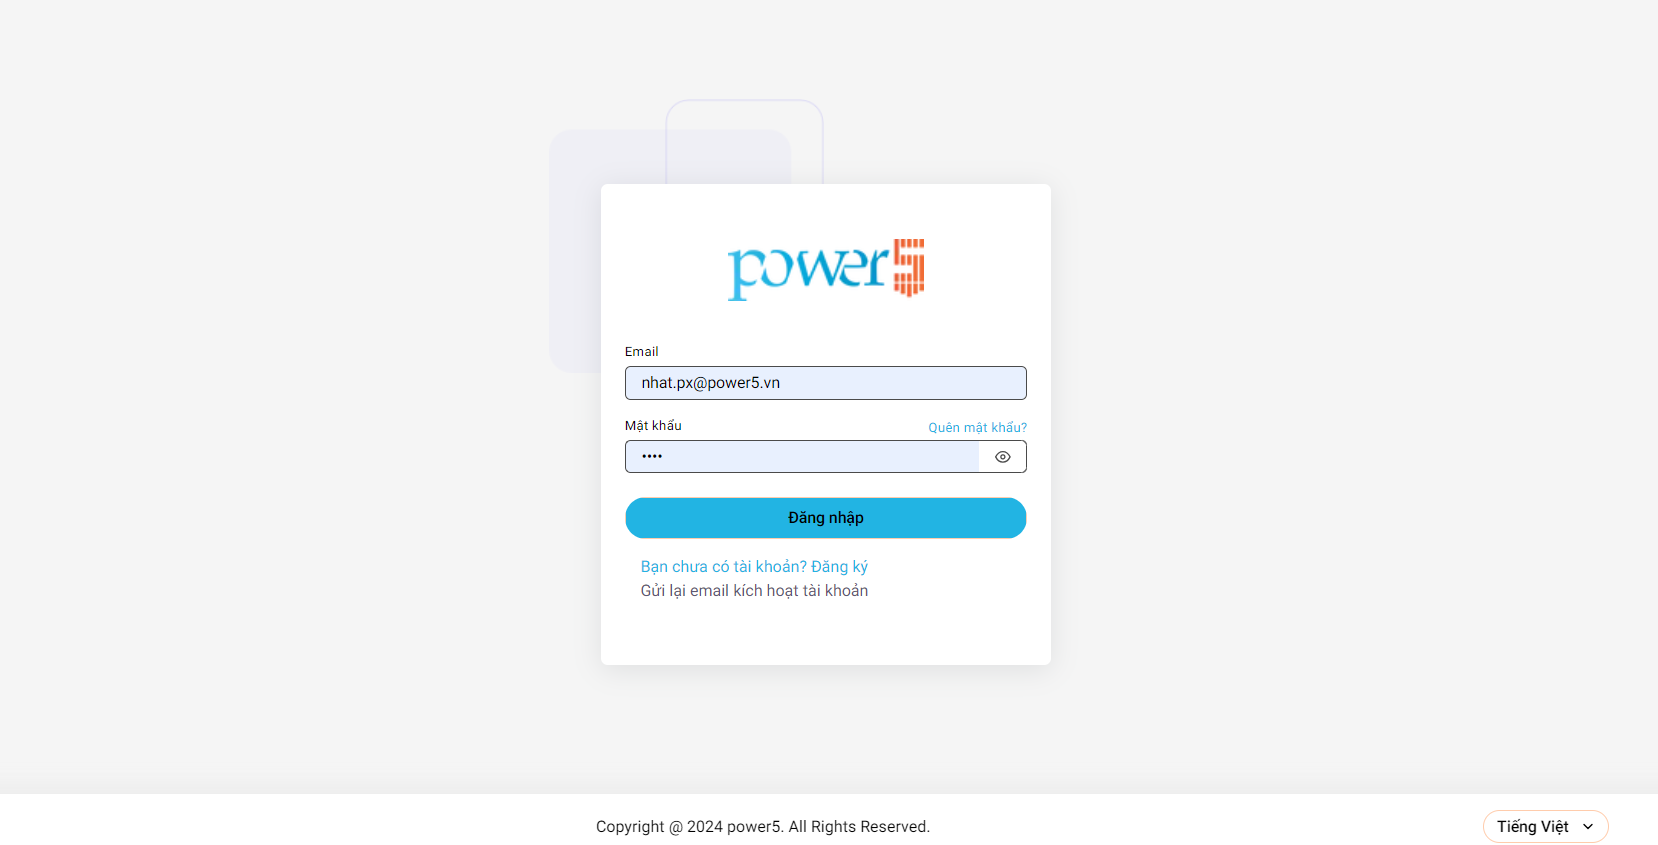 power5
Email
nhat.px@power5.vn
Mật khẩu
Quên mật khẩu?
••••
Đăng nhập
Bạn chưa có tài khoản? Đăng ký
Gửi lại email kích hoạt tài khoản
Copyright @ 2024 power5. All Rights Reserved.
Tiếng Việt